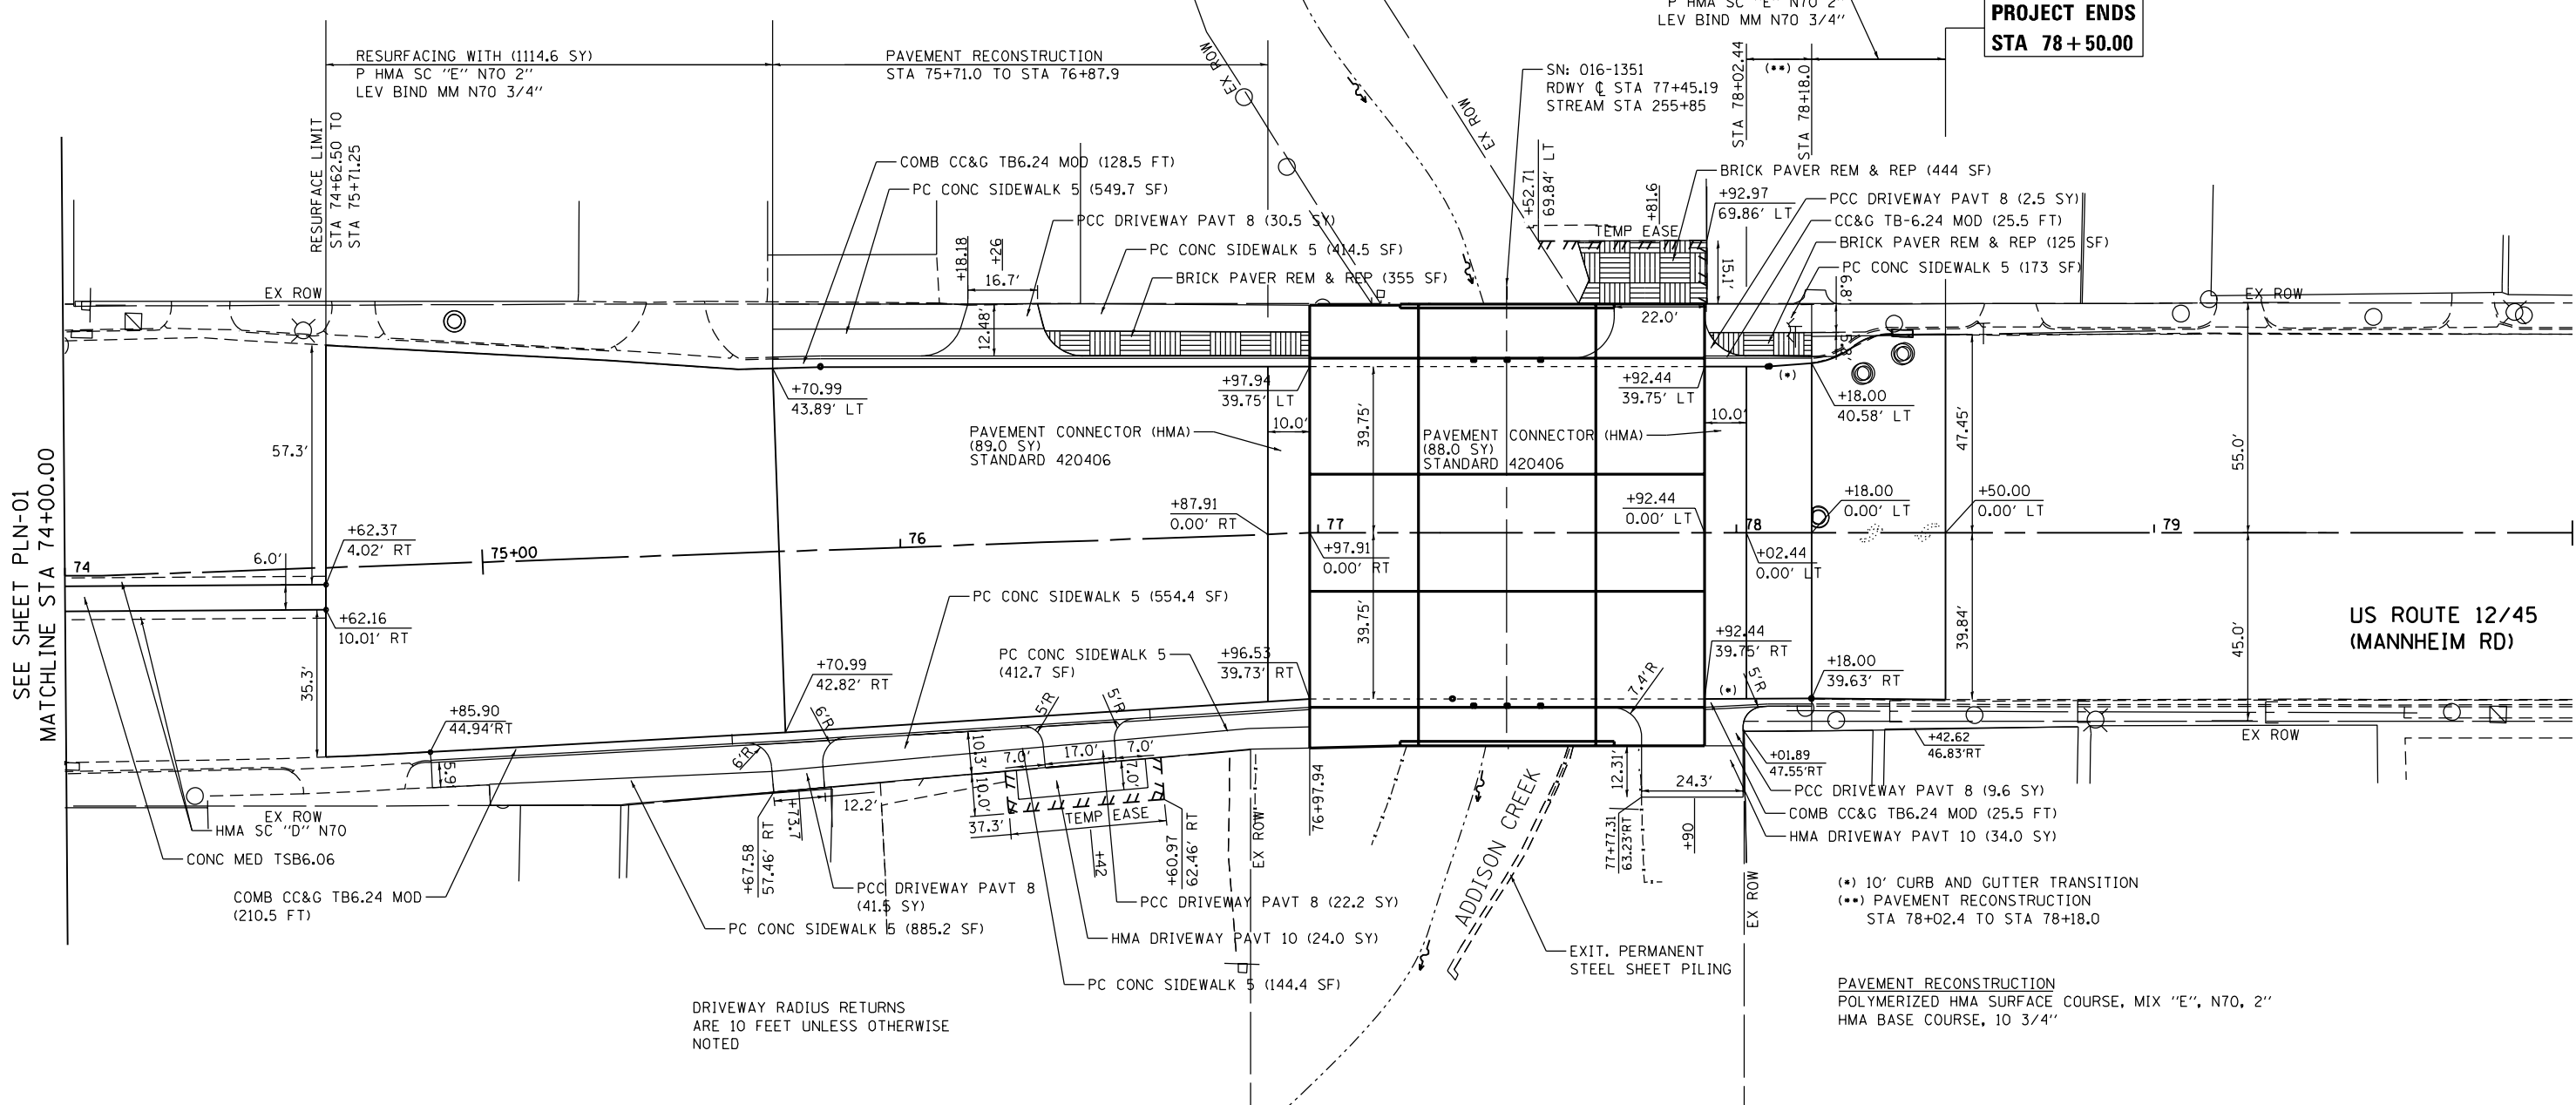 P HMA SC "E" N70 2"
LEV BIND MM N70 3/4"
PROJECT ENDS
STA 78+50.00
RESURFACING WITH (1114.6 SY)
P HMA SC "E" N70 2"
LEV BIND MM N70 3/4"
PAVEMENT RECONSTRUCTION
STA 75+71.0 TO STA 76+87.9
RESURFACE LIMIT
STA 74+62.50 TO
STA 75+71.25
EX ROW
EX ROW
SN: 016-1351
RDWY ℄ STA 77+45.19
STREAM STA 255+85
STA 78+02.44
(**)
STA 78+18.0
COMB CC&G TB6.24 MOD (128.5 FT)
PC CONC SIDEWALK 5 (549.7 SF)
PCC DRIVEWAY PAVT 8 (30.5 SY)
PC CONC SIDEWALK 5 (414.5 SF)
BRICK PAVER REM & REP (355 SF)
+18.18
+26
16.7'
12.48'
+52.71
69.84' LT
+81.6
+92.97
69.86' LT
TEMP EASE
15.1'
22.0'
BRICK PAVER REM & REP (444 SF)
PCC DRIVEWAY PAVT 8 (2.5 SY)
CC&G TB-6.24 MOD (25.5 FT)
BRICK PAVER REM & REP (125 SF)
PC CONC SIDEWALK 5 (173 SF)
6.8'
EX ROW
EX ROW
+70.99
43.89' LT
+97.94
39.75' LT
+92.44
39.75' LT
(*)
+18.00
40.58' LT
57.3'
PAVEMENT CONNECTOR (HMA)
(89.0 SY)
STANDARD 420406
10.0'
39.75'
PAVEMENT CONNECTOR (HMA)
(88.0 SY)
STANDARD 420406
10.0'
47.45'
55.0'
SEE SHEET PLN-01
MATCHLINE STA 74+00.00
+62.37
4.02' RT
6.0'
74
75+00
76
+87.91
0.00' RT
77
+97.91
0.00' RT
+92.44
0.00' LT
78
+02.44
0.00' LT
+18.00
0.00' LT
+50.00
0.00' LT
79
+62.16
10.01' RT
35.3'
PC CONC SIDEWALK 5 (554.4 SF)
PC CONC SIDEWALK 5
(412.7 SF)
+70.99
42.82' RT
+96.53
39.73' RT
39.75'
+92.44
39.75' RT
+18.00
39.63' RT
39.84'
45.0'
US ROUTE 12/45
(MANNHEIM RD)
+85.90
44.94'RT
5.9'
6'R
6'R
5'R
5'R
7.4'R
(*)
5'R
10.3'
7.0'
17.0'
7.0'
7.0'
10.0'
TEMP EASE
37.3'
12.2'
+73.7
+67.58
57.46' RT
+42
+60.97
62.46' RT
EX ROW
76+97.94
12.31'
24.3'
77+77.31
63.23'RT
+90
+01.89
47.55'RT
+42.62
46.83'RT
EX ROW
EX ROW
EX ROW
HMA SC "D" N70
CONC MED TSB6.06
COMB CC&G TB6.24 MOD
(210.5 FT)
PCC DRIVEWAY PAVT 8
(41.5 SY)
PC CONC SIDEWALK 5 (885.2 SF)
PCC DRIVEWAY PAVT 8 (22.2 SY)
HMA DRIVEWAY PAVT 10 (24.0 SY)
PC CONC SIDEWALK 5 (144.4 SF)
ADDISON CREEK
EXIT. PERMANENT
STEEL SHEET PILING
PCC DRIVEWAY PAVT 8 (9.6 SY)
COMB CC&G TB6.24 MOD (25.5 FT)
HMA DRIVEWAY PAVT 10 (34.0 SY)
(*) 10' CURB AND GUTTER TRANSITION
(**) PAVEMENT RECONSTRUCTION
STA 78+02.4 TO STA 78+18.0
DRIVEWAY RADIUS RETURNS
ARE 10 FEET UNLESS OTHERWISE
NOTED
PAVEMENT RECONSTRUCTION
POLYMERIZED HMA SURFACE COURSE, MIX "E", N70, 2"
HMA BASE COURSE, 10 3/4"